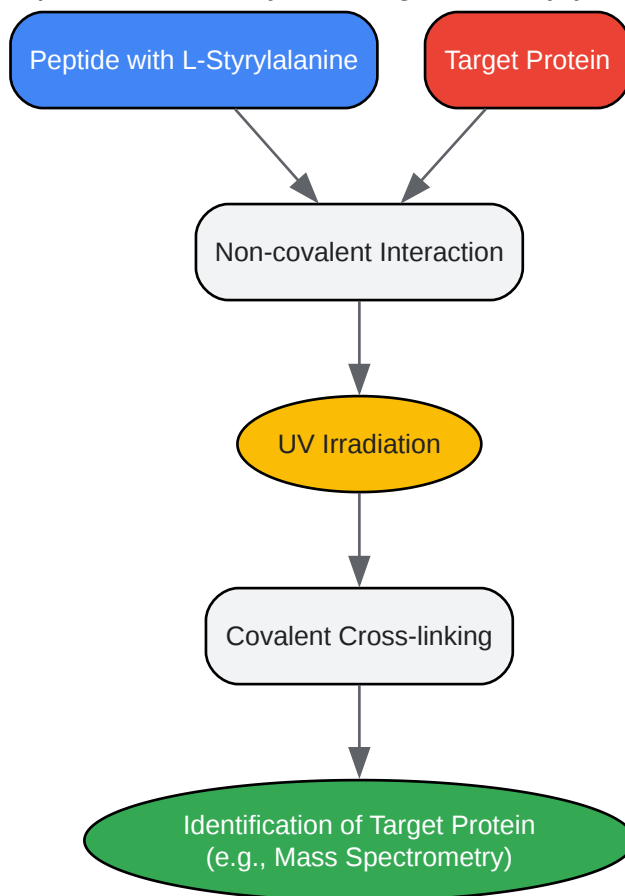 Peptide with L-Styrylalanine
Target Protein
Non-covalent Interaction
UV Irradiation
Covalent Cross-linking
Identification of Target Protein
(e.g., Mass Spectrometry)